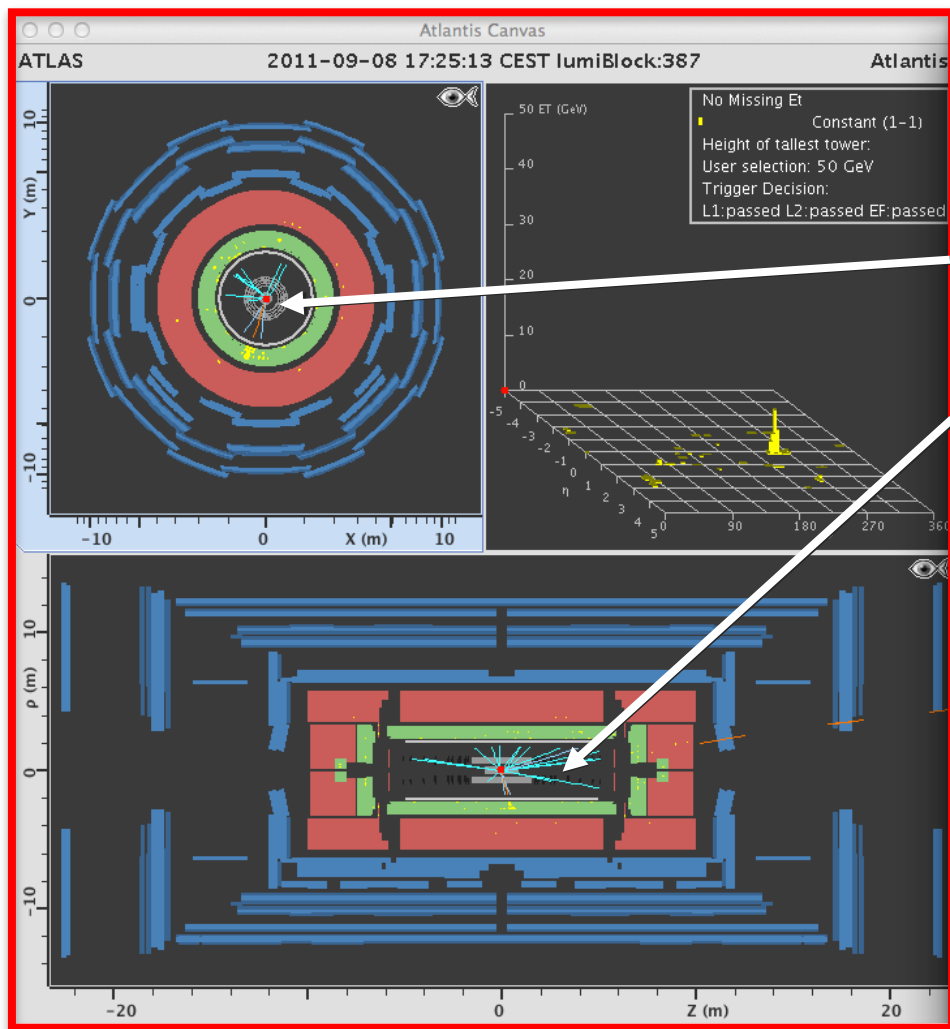 Atlantis Canvas
ATLAS 2011-09-08 17:25:13 CEST lumiBlock:387 Atlantis
10
Y (m)
0
-10
-10 0 X (m) 10
50 ET (GeV)
40
30
20
10
0
No Missing Et
Constant (1-1)
Height of tallest tower:
User selection: 50 GeV
Trigger Decision:
L1:passed L2:passed EF:passed
-5
-4
-3
-2
-1
0
η
1
2
3
4
5
0 90 180 270 360
10
ρ (m)
0
-10
-20 0 Z (m) 20